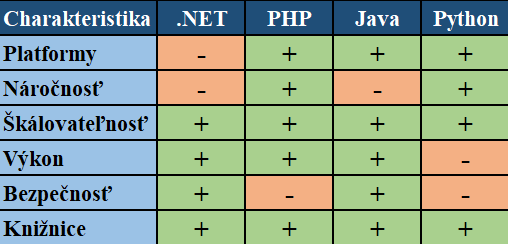 Charakteristika .NET PHP Java Python
Platformy - + + +
Náročnosť - + - +
Škálovateľnosť + + + +
Výkon + + + -
Bezpečnosť + - + -
Knižnice + + + +